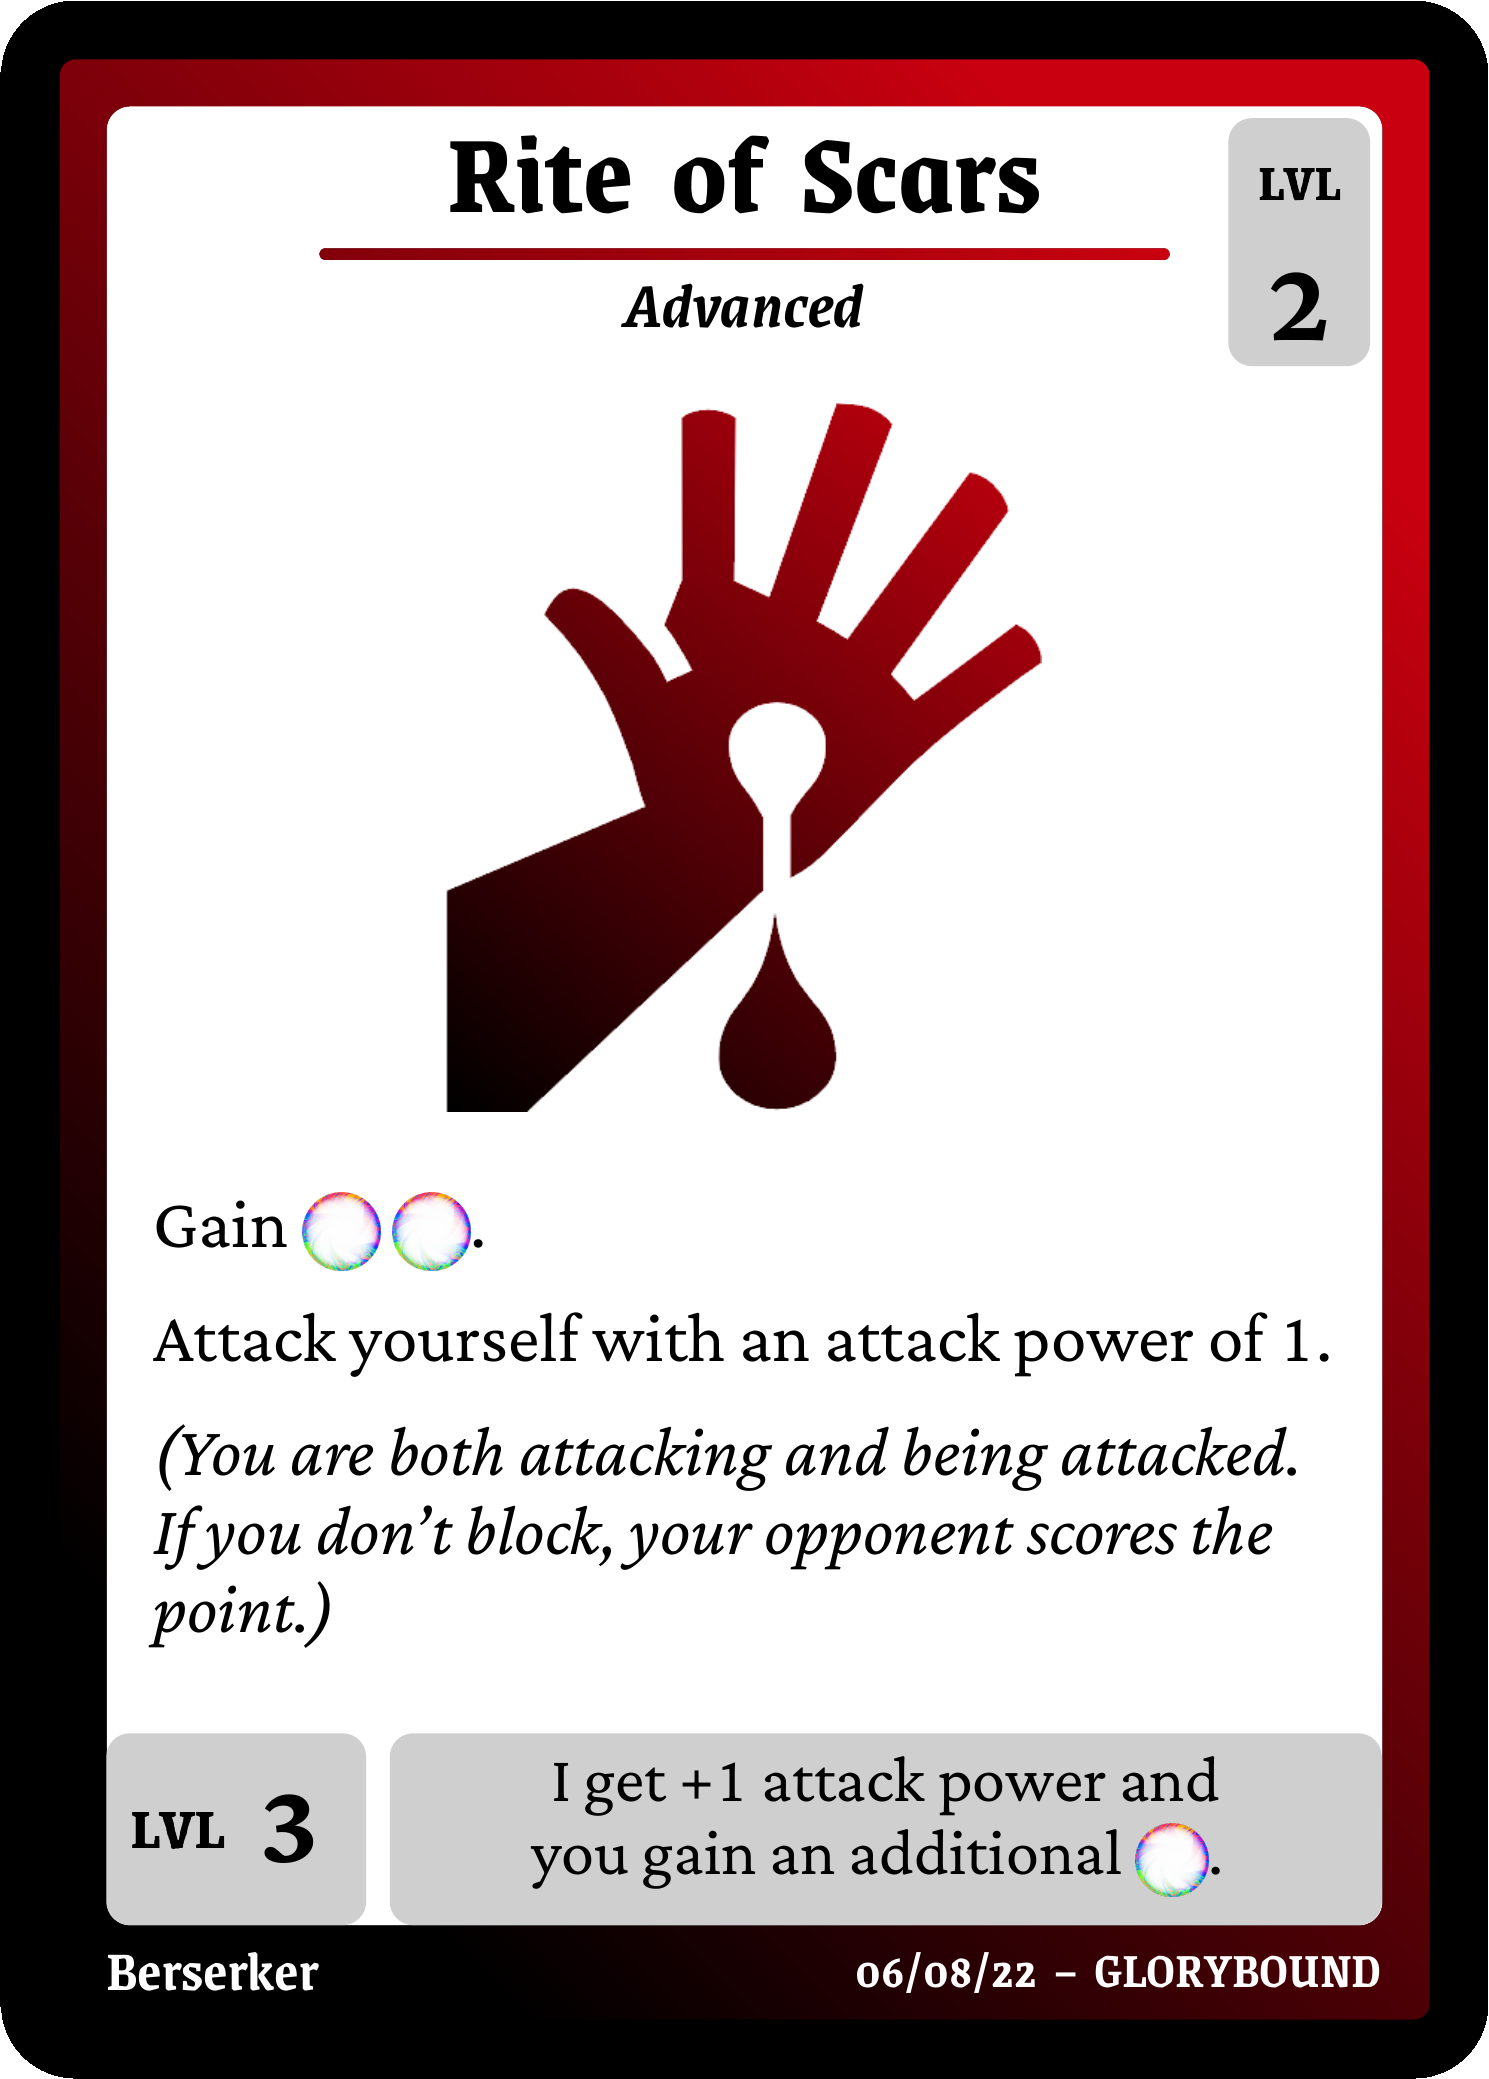 Rite of Scars
LVL
2
Advanced
Gain .
Attack yourself with an attack power of 1.
(You are both attacking and being attacked.
If you don’t block, your opponent scores the
point.)
LVL 3
I get +1 attack power and
you gain an additional .
Berserker
06/08/22 – GLORYBOUND